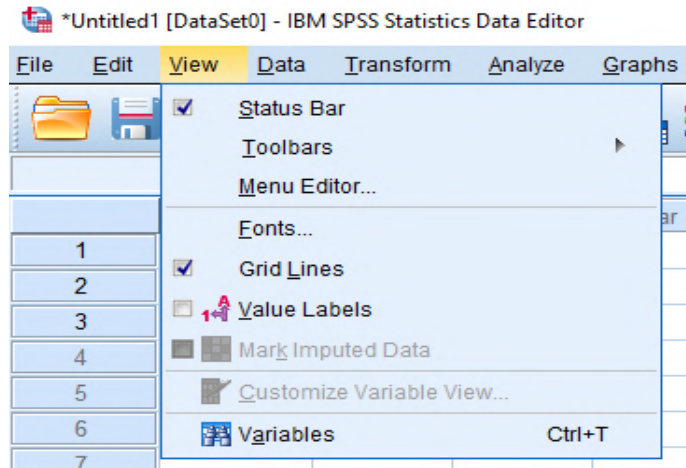 *Untitled1 [DataSet0] - IBM SPSS Statistics Data Editor
File Edit View Data Transform Analyze Graphs
Status Bar
Toolbars
Menu Editor...
Fonts...
1
Grid Lines
2
Value Labels
3
Mark Imputed Data
4
Customize Variable View...
5
Variables Ctrl+T
6
7